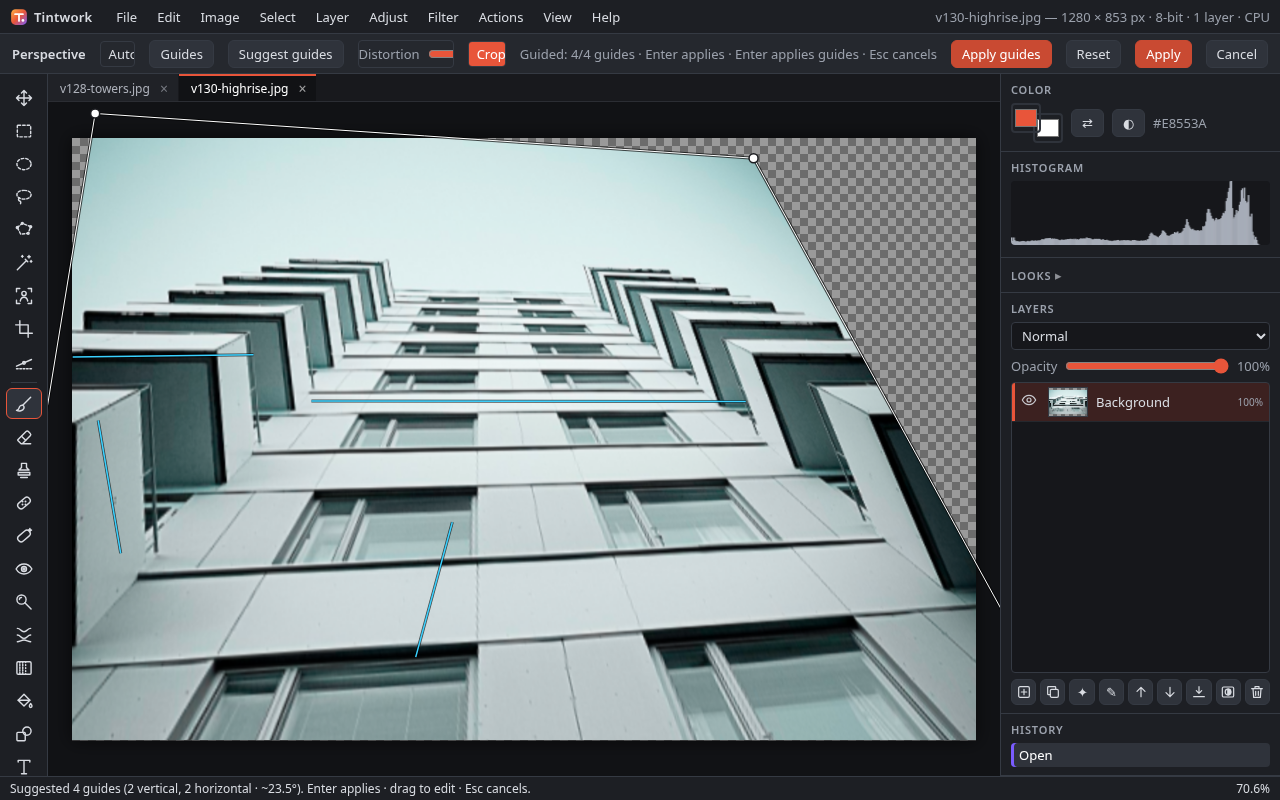 Tintwork File Edit Image Select Layer Adjust Filter Actions View Help v130-highrise.jpg — 1280 × 853 px · 8-bit · 1 layer · CPU
Perspective Auto Guides Suggest guides Distortion Crop Guided: 4/4 guides · Enter applies · Enter applies guides · Esc cancels Apply guides Reset Apply Cancel
v128-towers.jpg × v130-highrise.jpg ×
COLOR
#E8553A
HISTOGRAM
LOOKS ▸
LAYERS
Normal
Opacity 100%
Background 100%
HISTORY
Open
Suggested 4 guides (2 vertical, 2 horizontal · ~23.5°). Enter applies · drag to edit · Esc cancels. 70.6%